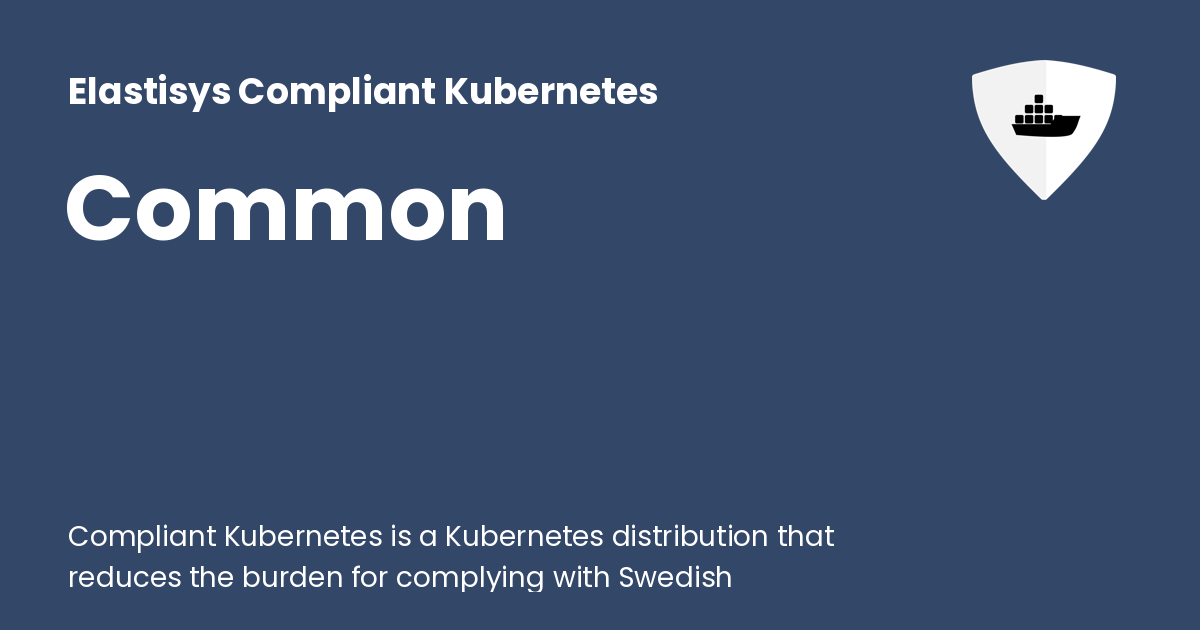 Elastisys Compliant Kubernetes
Common
Compliant Kubernetes is a Kubernetes distribution that
reduces the burden for complying with Swedish